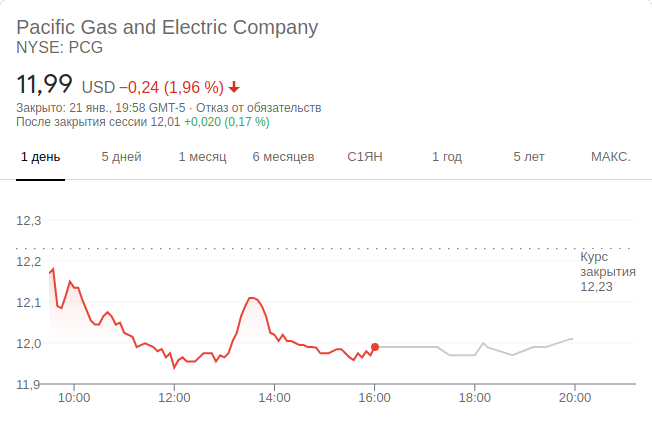 Pacific Gas and Electric Company
NYSE: PCG
11,99 USD −0,24 (1,96 %)
Закрыто: 21 янв., 19:58 GMT-5 · Отказ от обязательств
После закрытия сессии 12,01 +0,020 (0,17 %)
1 день 5 дней 1 месяц 6 месяцев С1ЯН 1 год 5 лет МАКС.
12,3
12,2
12,1
12,0
11,9
Курс
закрытия
12,23
10:00 12:00 14:00 16:00 18:00 20:00